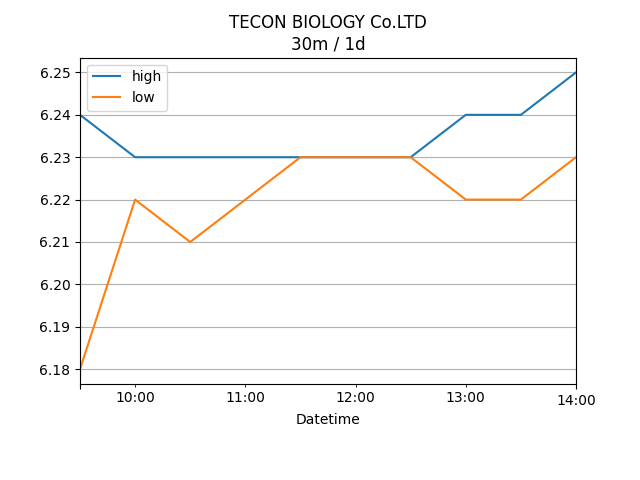 TECON BIOLOGY Co.LTD
30m / 1d
high
low
6.25
6.24
6.23
6.22
6.21
6.20
6.19
6.18
10:00 11:00 12:00 13:00 14:00
Datetime